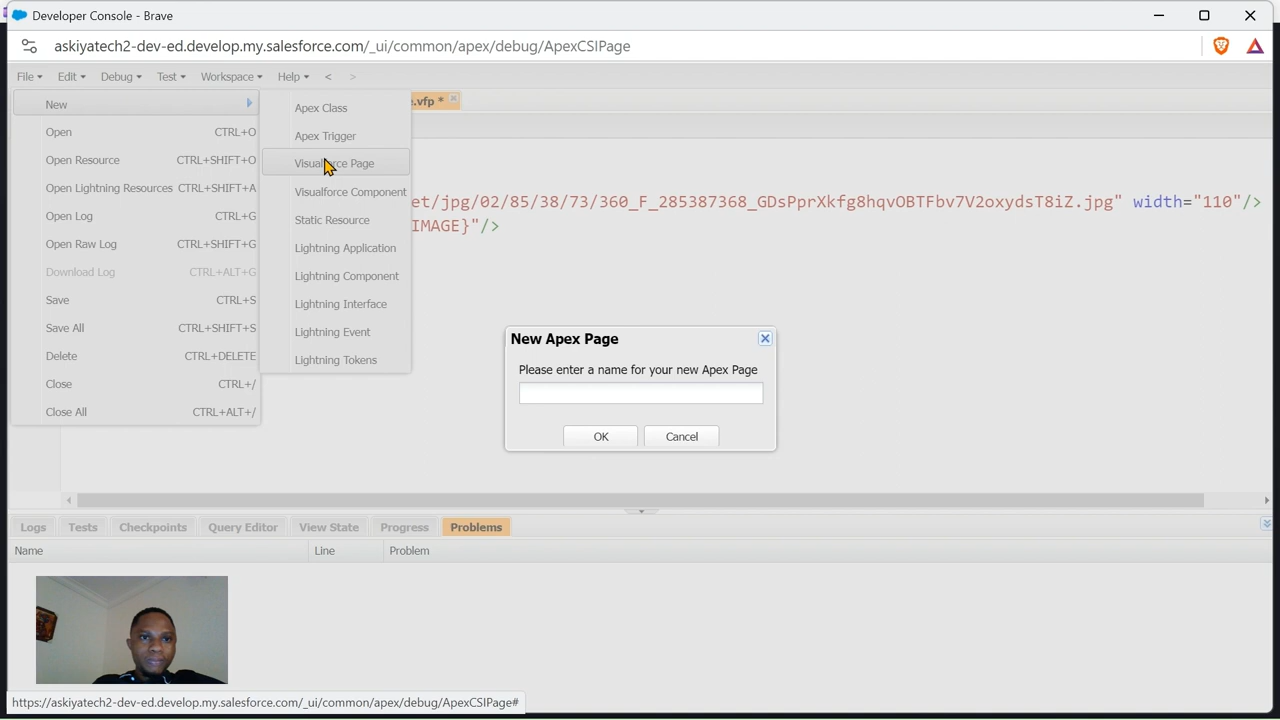 Developer Console - Brave
askiyatech2-dev-ed.develop.my.salesforce.com/_ui/common/apex/debug/ApexCSIPage
File Edit Debug Test Workspace Help < >
New
Open CTRL+O
Open Resource CTRL+SHIFT+O
Open Lightning Resources CTRL+SHIFT+A
Open Log CTRL+G
Open Raw Log CTRL+SHIFT+G
Download Log CTRL+ALT+G
Save CTRL+S
Save All CTRL+SHIFT+S
Delete CTRL+DELETE
Close CTRL+/
Close All CTRL+ALT+/
Apex Class
Apex Trigger
Visualforce Page
Visualforce Component
Static Resource
Lightning Application
Lightning Component
Lightning Interface
Lightning Event
Lightning Tokens
.vfp *
et/jpg/02/85/38/73/360_F_285387368_GDsPprXkfg8hqvOBTFbv7V2oxydsT8iZ.jpg" width="110"/>
IMAGE}"/>
New Apex Page
Please enter a name for your new Apex Page
OK Cancel
Logs Tests Checkpoints Query Editor View State Progress Problems
Name Line Problem
https://askiyatech2-dev-ed.develop.my.salesforce.com/_ui/common/apex/debug/ApexCSIPage#